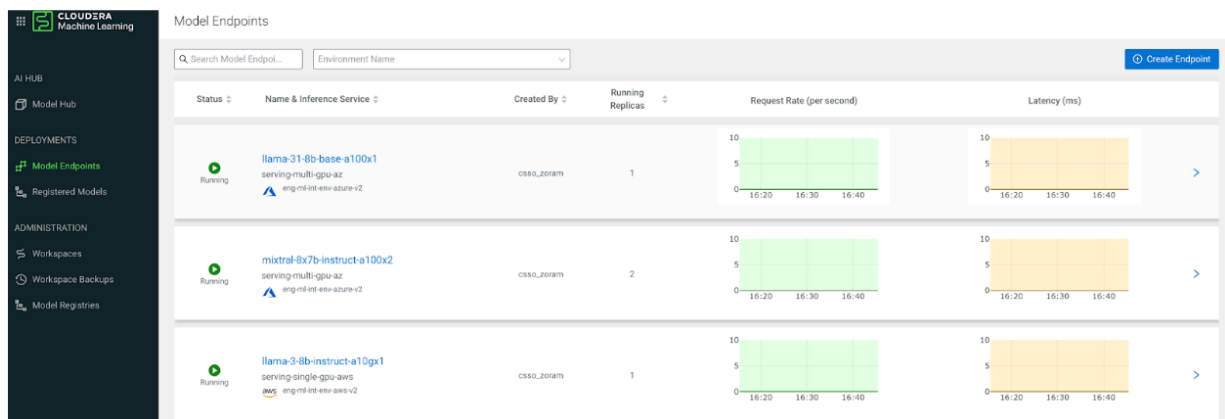 CLOUDERA
Machine Learning
AI HUB
Model Hub
DEPLOYMENTS
Model Endpoints
Registered Models
ADMINISTRATION
Workspaces
Workspace Backups
Model Registries
Model Endpoints
Search Model Endpoi...
Environment Name
Create Endpoint
Status
Name & Inference Service
Created By
Running
Replicas
Request Rate (per second)
Latency (ms)
Running
llama-31-8b-base-a100x1
serving-multi-gpu-az
eng-ml-int-env-azure-v2
csso_zoram
1
10
5
0
16:20 16:30 16:40
10
5
0
16:20 16:30 16:40
Running
mixtral-8x7b-instruct-a100x2
serving-multi-gpu-az
eng-ml-int-env-azure-v2
csso_zoram
2
10
5
0
16:20 16:30 16:40
10
5
0
16:20 16:30 16:40
Running
llama-3-8b-instruct-a10gx1
serving-single-gpu-aws
aws eng-ml-int-env-aws-v2
csso_zoram
1
10
5
0
16:20 16:30 16:40
10
5
0
16:20 16:30 16:40